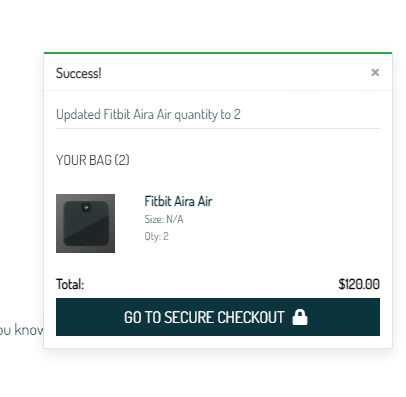 Success!
×
Updated Fitbit Aira Air quantity to 2
YOUR BAG (2)
Fitbit Aira Air
Size: N/A
Qty: 2
Total: $120.00
GO TO SECURE CHECKOUT
ou know